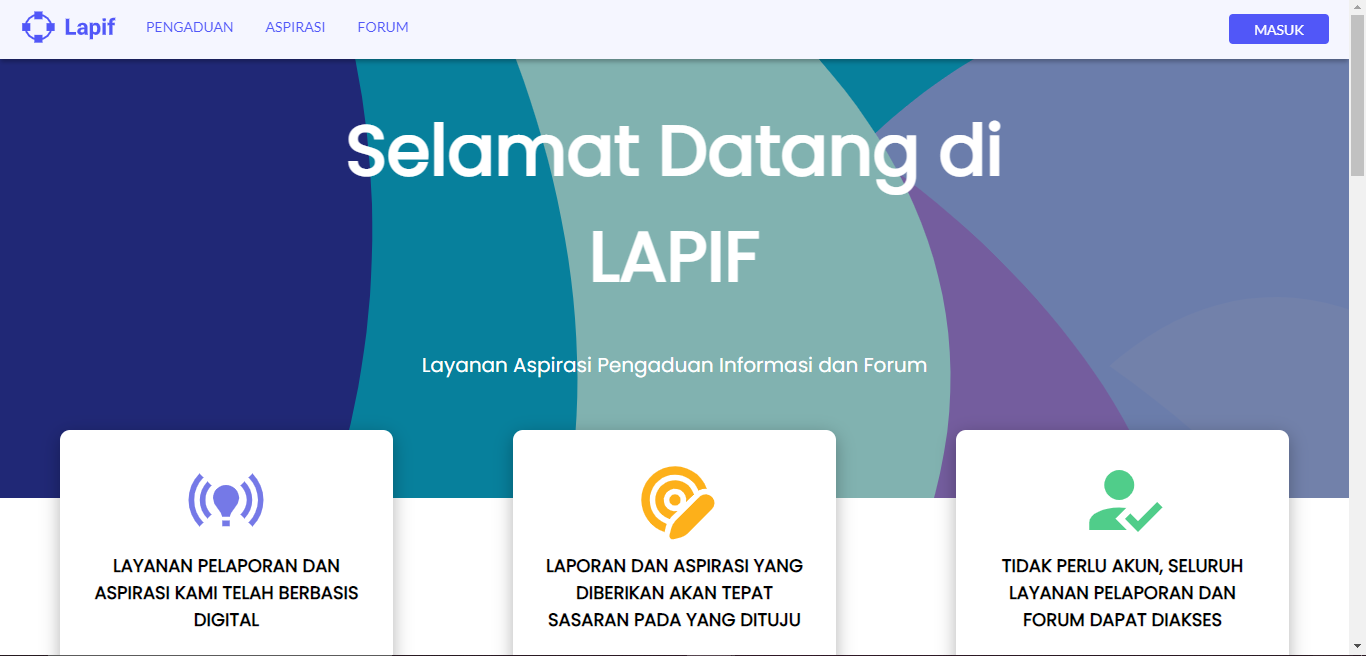 Lapif
PENGADUAN
ASPIRASI
FORUM
MASUK
Selamat Datang di
LAPIF
Layanan Aspirasi Pengaduan Informasi dan Forum
LAYANAN PELAPORAN DAN
ASPIRASI KAMI TELAH BERBASIS
DIGITAL
LAPORAN DAN ASPIRASI YANG
DIBERIKAN AKAN TEPAT
SASARAN PADA YANG DITUJU
TIDAK PERLU AKUN, SELURUH
LAYANAN PELAPORAN DAN
FORUM DAPAT DIAKSES